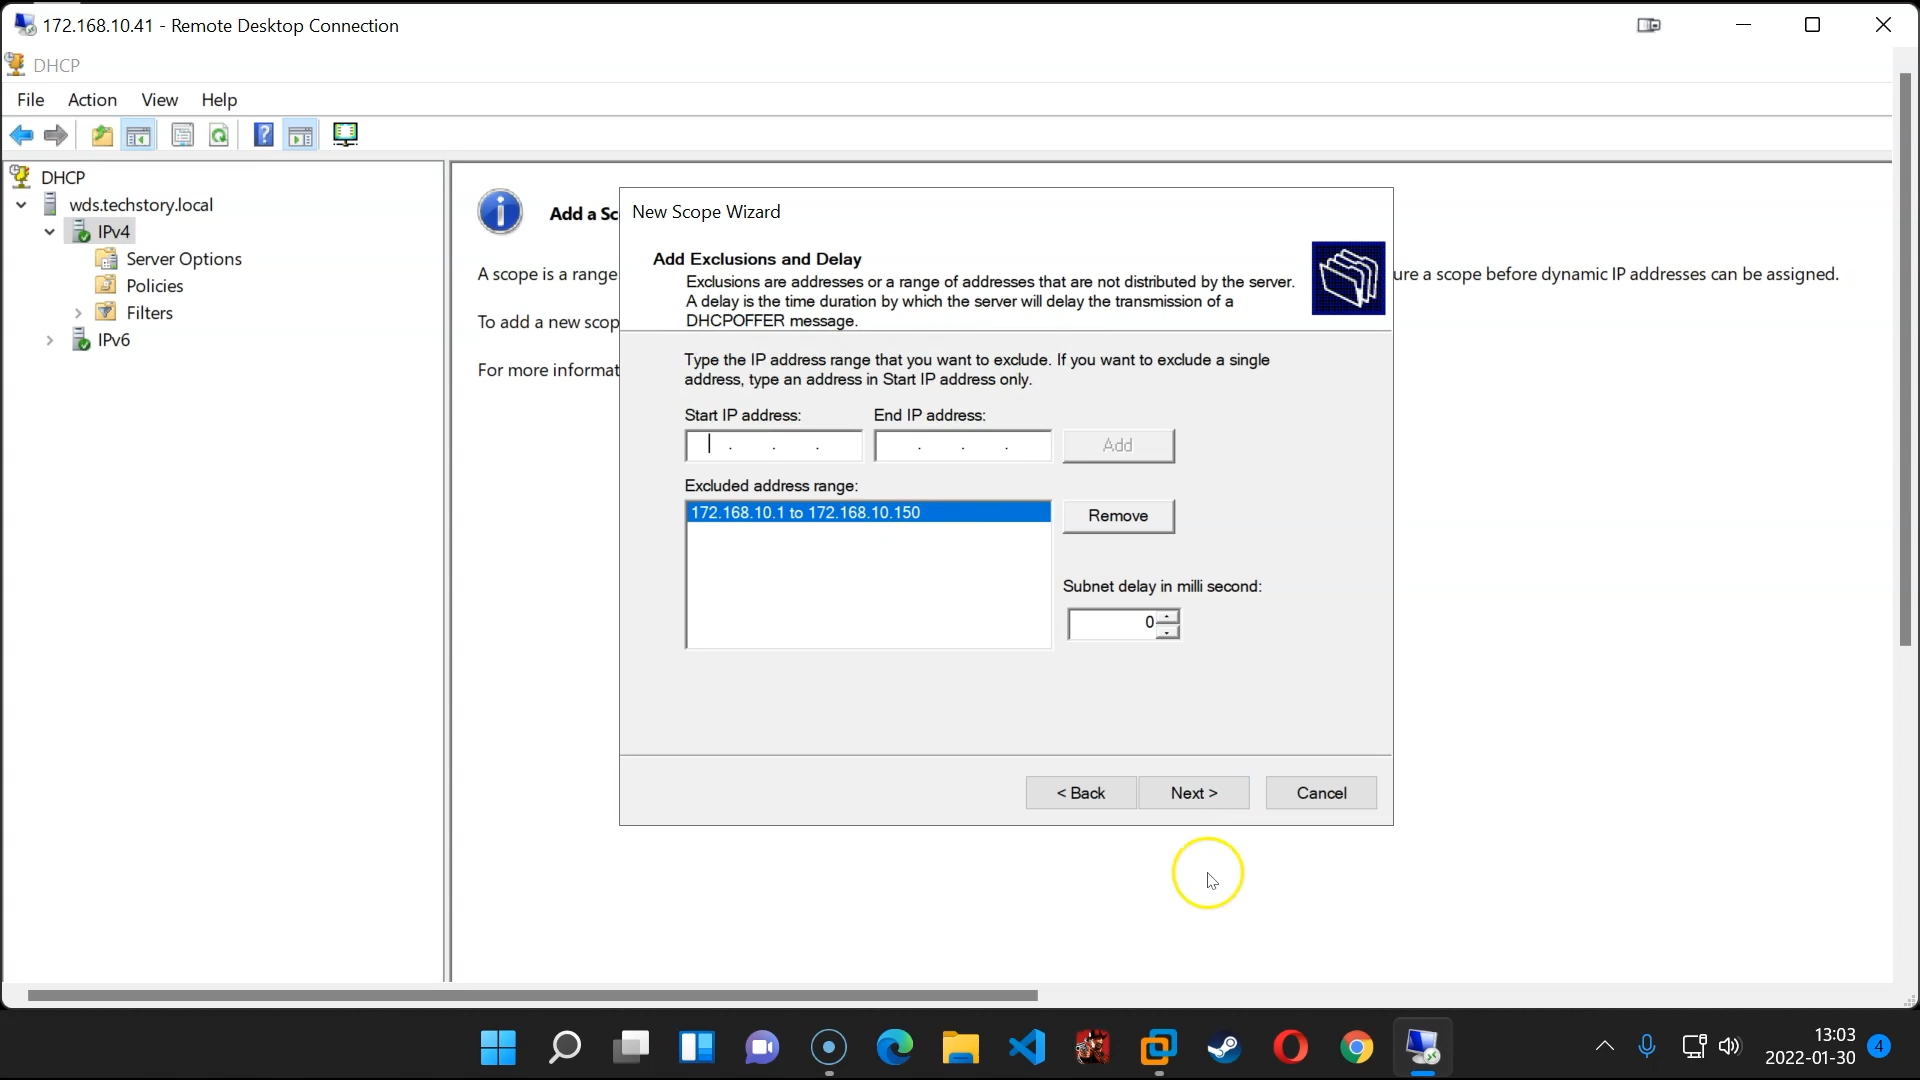 172.168.10.41 - Remote Desktop Connection
DHCP
File Action View Help
DHCP
wds.techstory.local
IPv4
Server Options
Policies
Filters
IPv6
Add a Sc
A scope is a range
ure a scope before dynamic IP addresses can be assigned.
To add a new scop
For more informat
New Scope Wizard
Add Exclusions and Delay
Exclusions are addresses or a range of addresses that are not distributed by the server.
A delay is the time duration by which the server will delay the transmission of a
DHCPOFFER message.
Type the IP address range that you want to exclude. If you want to exclude a single
address, type an address in Start IP address only.
Start IP address: End IP address:
. . . . . . Add
Excluded address range:
172.168.10.1 to 172.168.10.150
Remove
Subnet delay in milli second:
0
< Back Next > Cancel
13:03
2022-01-30
4